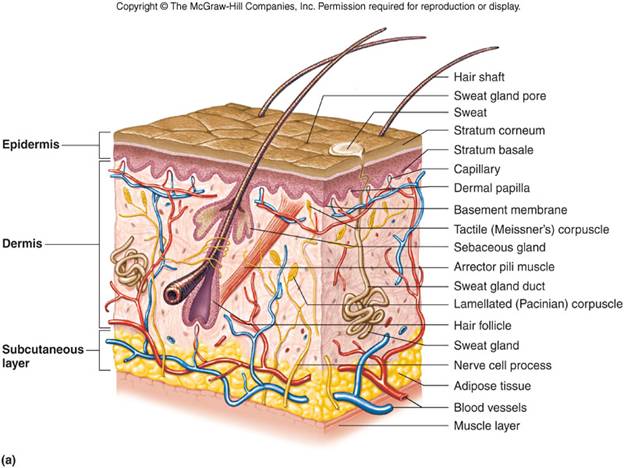 Copyright © The McGraw-Hill Companies, Inc. Permission required for reproduction or display.
Hair shaft
Sweat gland pore
Sweat
Stratum corneum
Epidermis
Stratum basale
Capillary
Dermal papilla
Basement membrane
Tactile (Meissner's) corpuscle
Dermis
Sebaceous gland
Arrector pili muscle
Sweat gland duct
Lamellated (Pacinian) corpuscle
Hair follicle
Sweat gland
Subcutaneous
layer
Nerve cell process
Adipose tissue
Blood vessels
Muscle layer
(a)